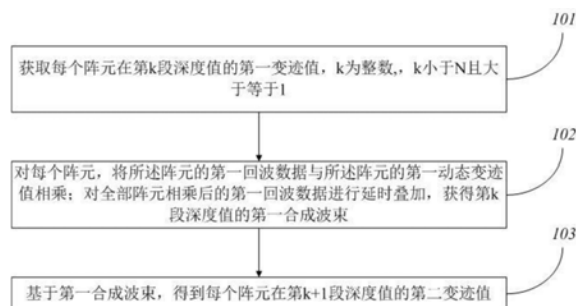 101
获取每个阵元在第k段深度值的第一变迹值，k为整数,，k小于N且大
于等于1
102
对每个阵元，将所述阵元的第一回波数据与所述阵元的第一动态变迹
值相乘；对全部阵元相乘后的第一回波数据进行延时叠加，获得第k
段深度值的第一合成波束
103
基于第一合成波束，得到每个阵元在第k+1段深度值的第二变迹值